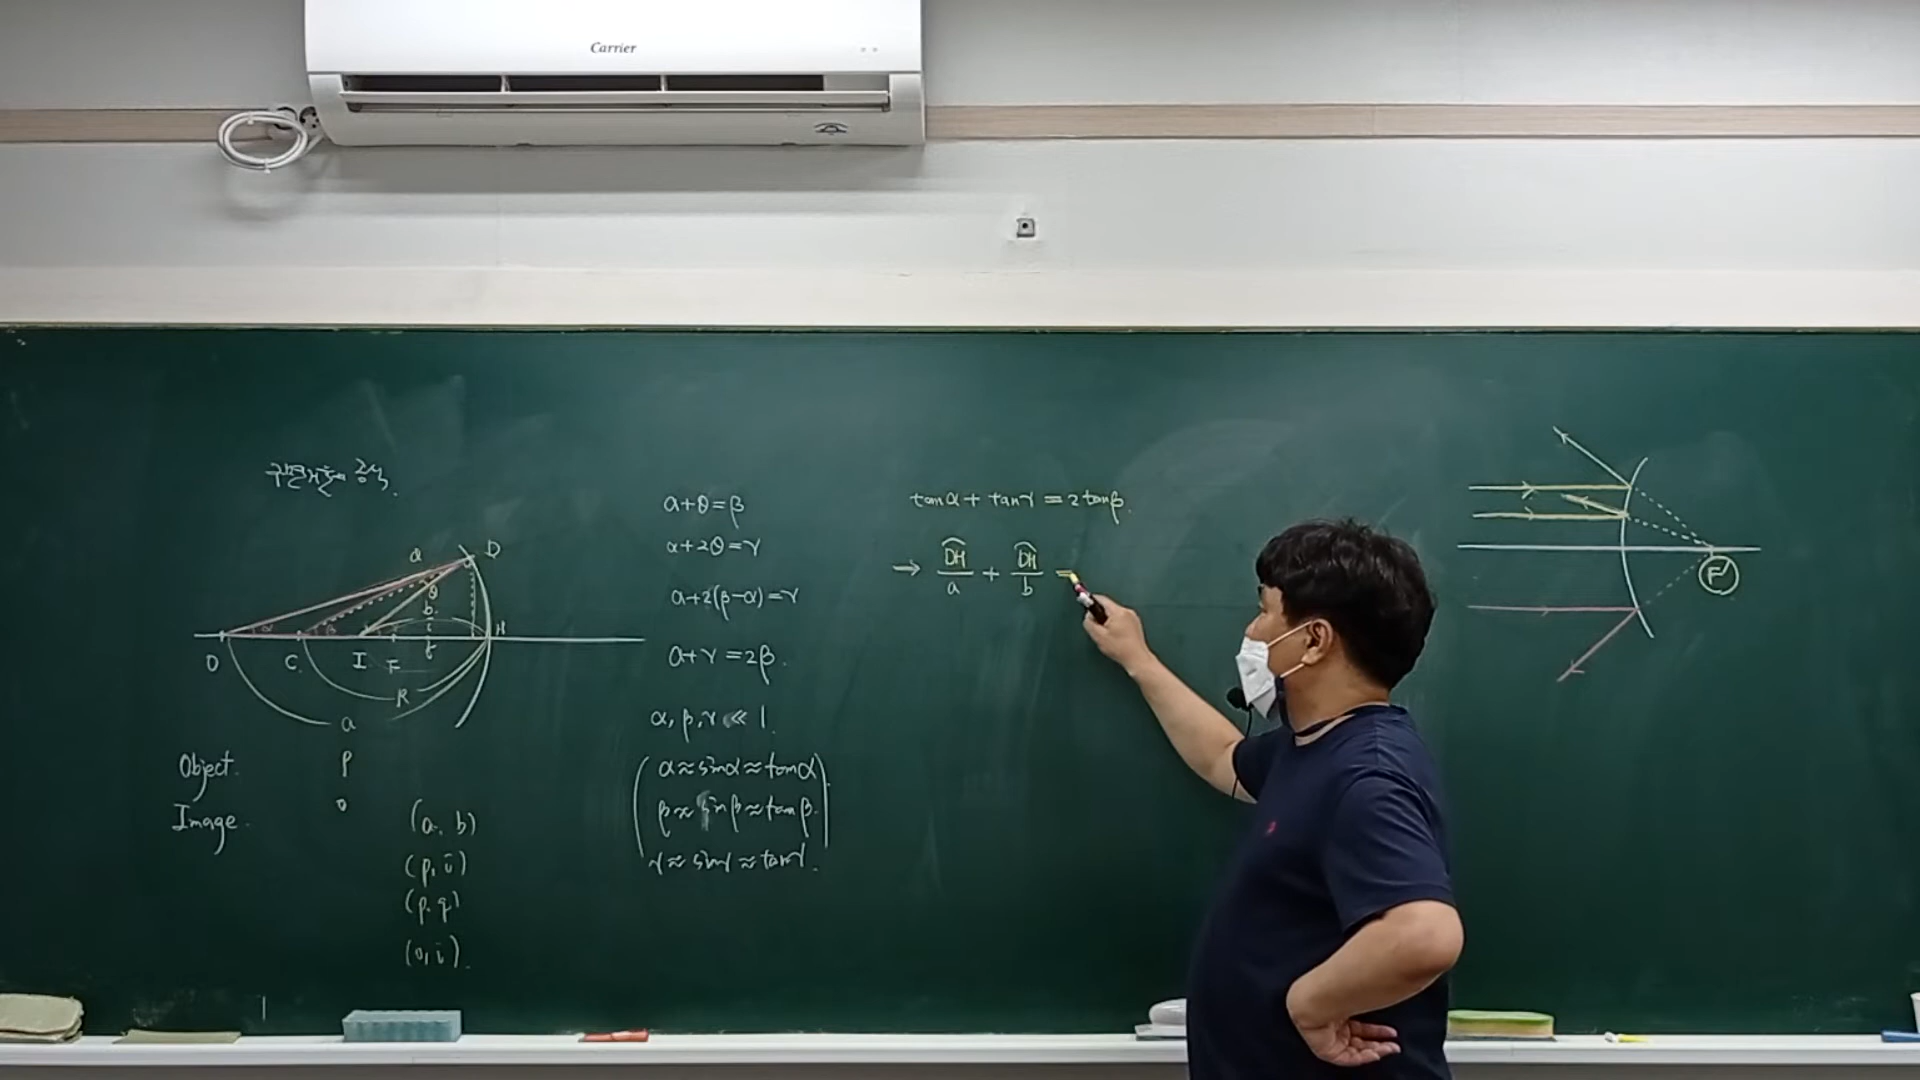 Carrier
구면거울의 공식.
a
D
θ
b
α
β
H
O
C.
I
F
f
R
a
Object.
P
Image.
o
(a, b)
(p, i)
(p, q)
(o, i).
α+θ=β
α+2θ=γ
α+2(β-α)=γ
α+γ=2β.
α, β, γ ≪ 1.
(α≈sinα≈tanα
β≈sinβ≈tanβ.
γ≈sinγ≈tanγ.)
tanα + tanγ = 2tanβ.
→ DH/a + DH/b =
F